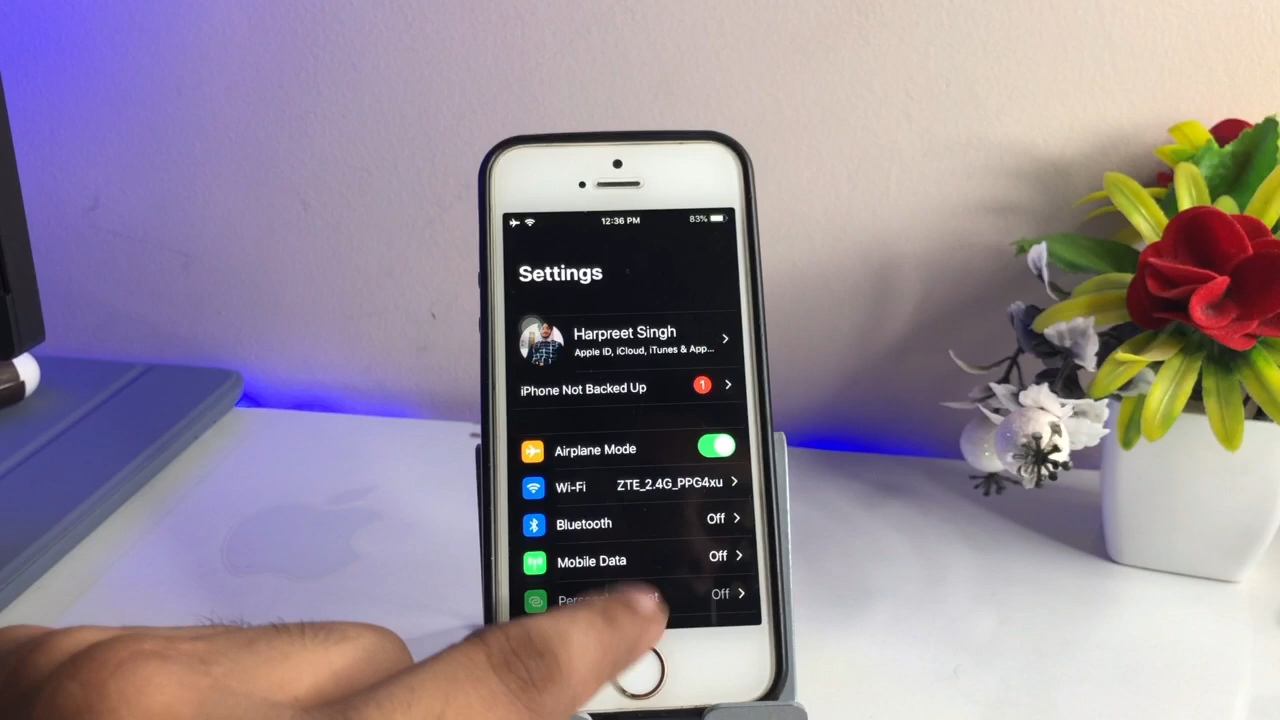 12:36 PM 83%
Settings
Harpreet Singh
Apple ID, iCloud, iTunes & App...
iPhone Not Backed Up 1
Airplane Mode
Wi-Fi ZTE_2.4G_PPG4xu
Bluetooth Off
Mobile Data Off
Off